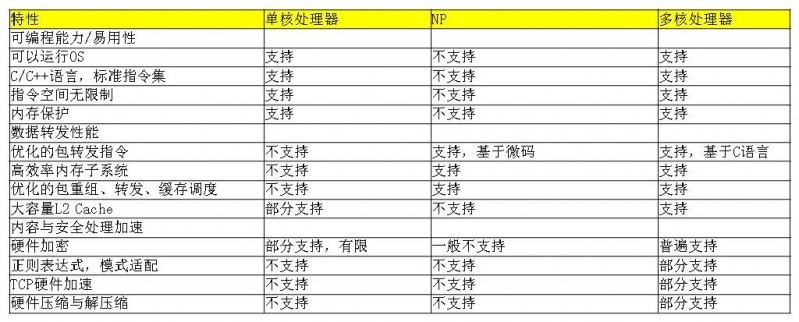 特性 单核处理器 NP 多核处理器
可编程能力/易用性
可以运行OS 支持 不支持 支持
C/C++语言，标准指令集 支持 不支持 支持
指令空间无限制 支持 不支持 支持
内存保护 支持 不支持 支持
数据转发性能
优化的包转发指令 不支持 支持，基于微码 支持，基于C语言
高效率内存子系统 不支持 支持 支持
优化的包重组、转发、缓存调度 不支持 支持 支持
大容量L2 Cache 部分支持 不支持 支持
内容与安全处理加速
硬件加密 部分支持，有限 一般不支持 普遍支持
正则表达式，模式适配 不支持 不支持 部分支持
TCP硬件加速 不支持 不支持 部分支持
硬件压缩与解压缩 不支持 不支持 部分支持